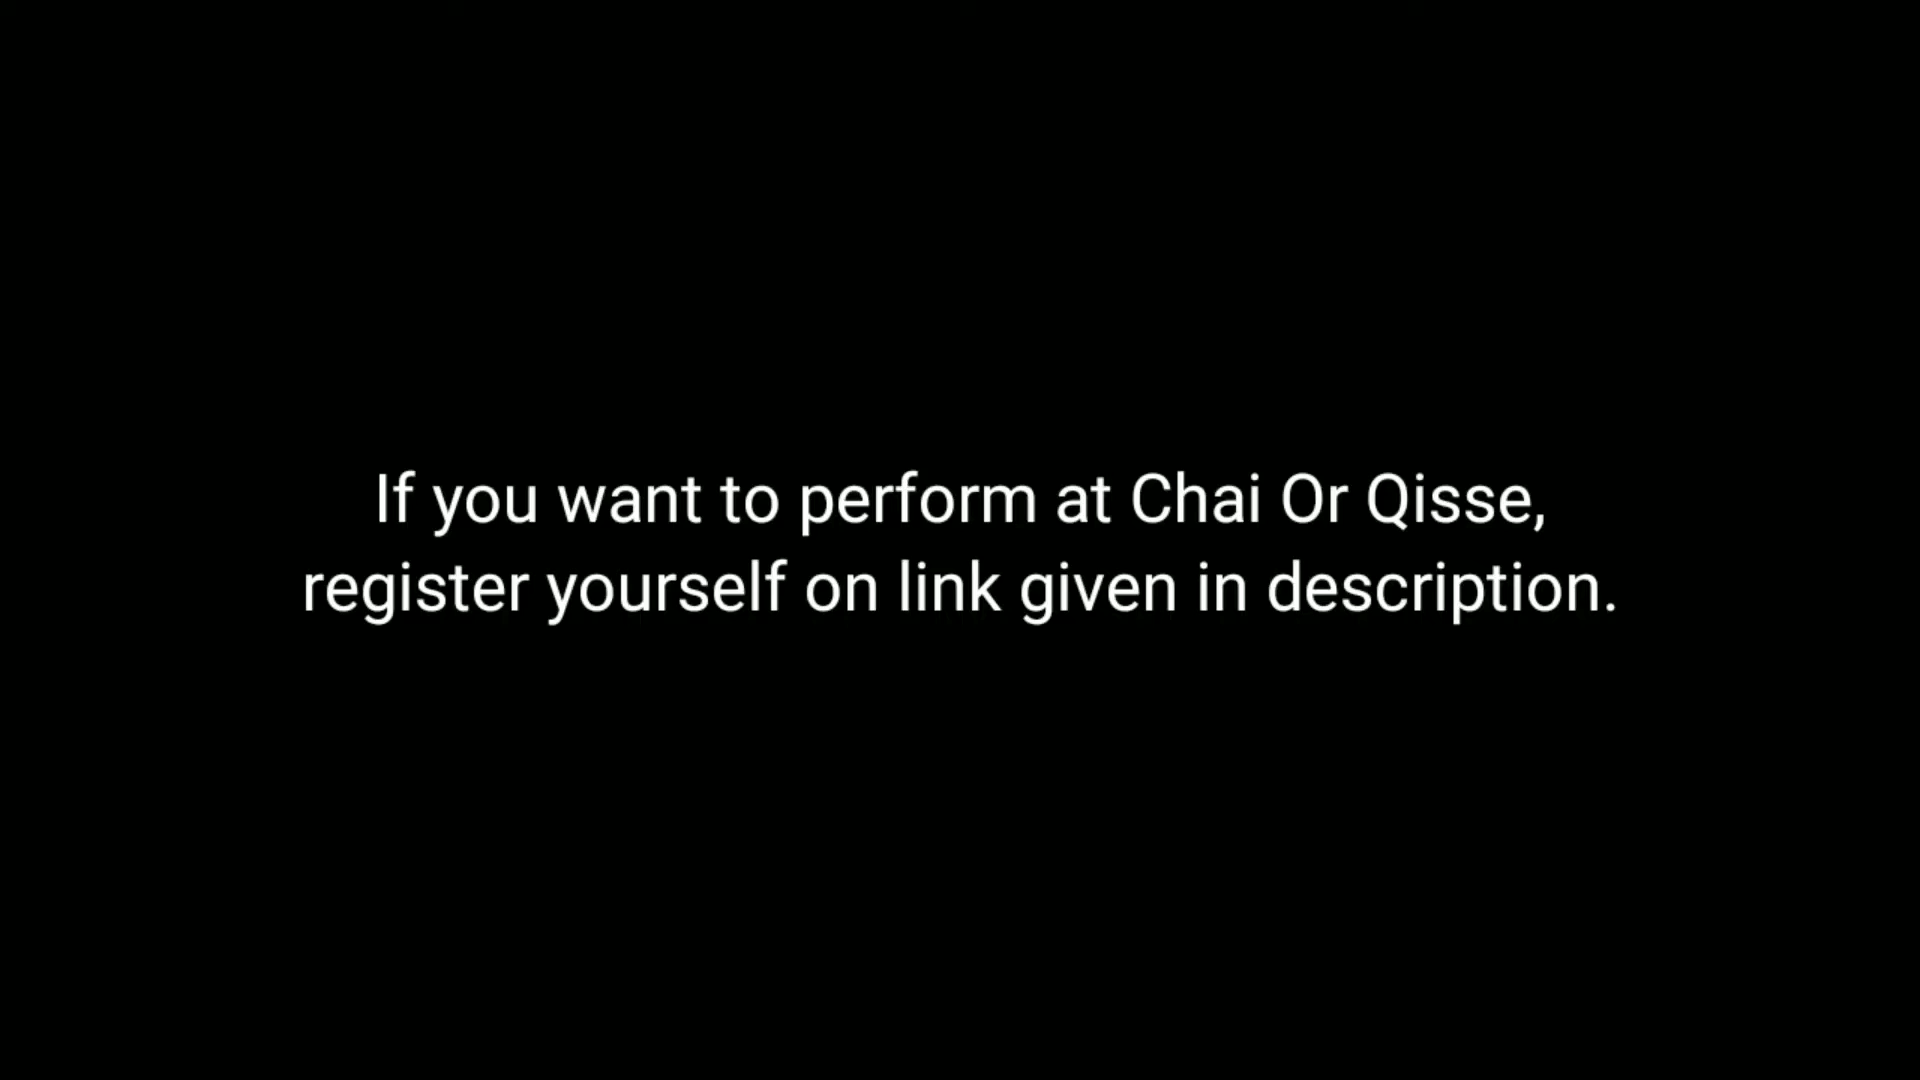 If you want to perform at Chai Or Qisse,
register yourself on link given in description.